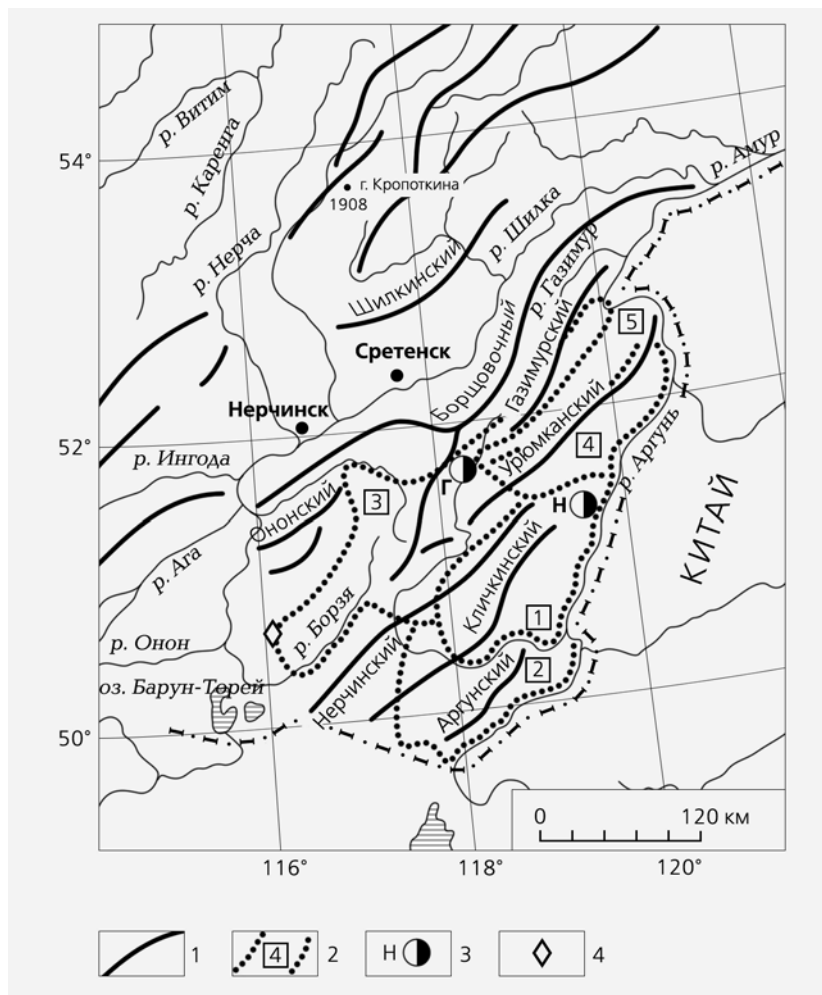 р. Витим
р. Каренга
54°
р. Амур
г. Кропоткина
1908
р. Шилка
р. Нерча
р. Газимур
Шилкинский
5
Сретенск
Борщовочный
Газимурский
Нерчинск
Урюмканский
4
52°
р. Ингода
р. Аргунь
Г
Н
3
КИТАЙ
Ононский
р. Ага
Кличкинский
р. Борзя
1
р. Онон
2
оз. Барун-Торей
Нерчинский
Аргунский
50°
0 120 км
116° 118° 120°
1 4 2 Н 3 4